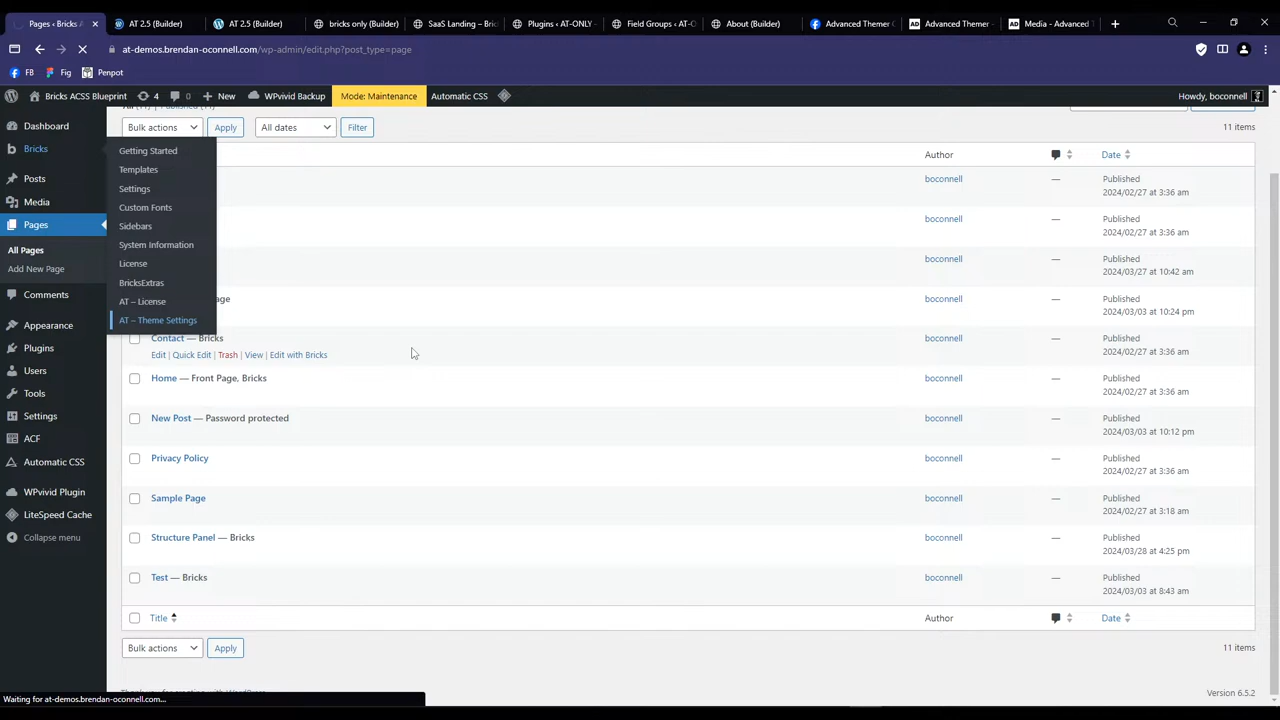 Pages ‹ Bricks A
AT 2.5 (Builder)
AT 2.5 (Builder)
bricks only (Builder)
SaaS Landing – Bric
Plugins ‹ AT-ONLY -
Field Groups ‹ AT-O
About (Builder)
Advanced Themer C
Advanced Themer -
Media - Advanced T
at-demos.brendan-oconnell.com/wp-admin/edit.php?post_type=page
FB
Fig
Penpot
Bricks ACSS Blueprint
4
0
New
WPvivid Backup
Mode: Maintenance
Automatic CSS
Howdy, boconnell
Dashboard
Bricks
Posts
Media
Pages
All Pages
Add New Page
Comments
Appearance
Plugins
Users
Tools
Settings
ACF
Automatic CSS
WPvivid Plugin
LiteSpeed Cache
Collapse menu
Getting Started
Templates
Settings
Custom Fonts
Sidebars
System Information
License
BricksExtras
AT – License
AT – Theme Settings
Bulk actions
Apply
All dates
Filter
11 items
Author
Date
boconnell
—
Published
2024/02/27 at 3:36 am
boconnell
—
Published
2024/02/27 at 3:36 am
boconnell
—
Published
2024/03/27 at 10:42 am
age
boconnell
—
Published
2024/03/03 at 10:24 pm
Contact — Bricks
Edit | Quick Edit | Trash | View | Edit with Bricks
boconnell
—
Published
2024/02/27 at 3:36 am
Home — Front Page, Bricks
boconnell
—
Published
2024/02/27 at 3:36 am
New Post — Password protected
boconnell
—
Published
2024/03/03 at 10:12 pm
Privacy Policy
boconnell
—
Published
2024/02/27 at 3:36 am
Sample Page
boconnell
—
Published
2024/02/27 at 3:18 am
Structure Panel — Bricks
boconnell
—
Published
2024/03/28 at 4:25 pm
Test — Bricks
boconnell
—
Published
2024/03/03 at 8:43 am
Title
Author
Date
Bulk actions
Apply
11 items
Version 6.5.2
Waiting for at-demos.brendan-oconnell.com...